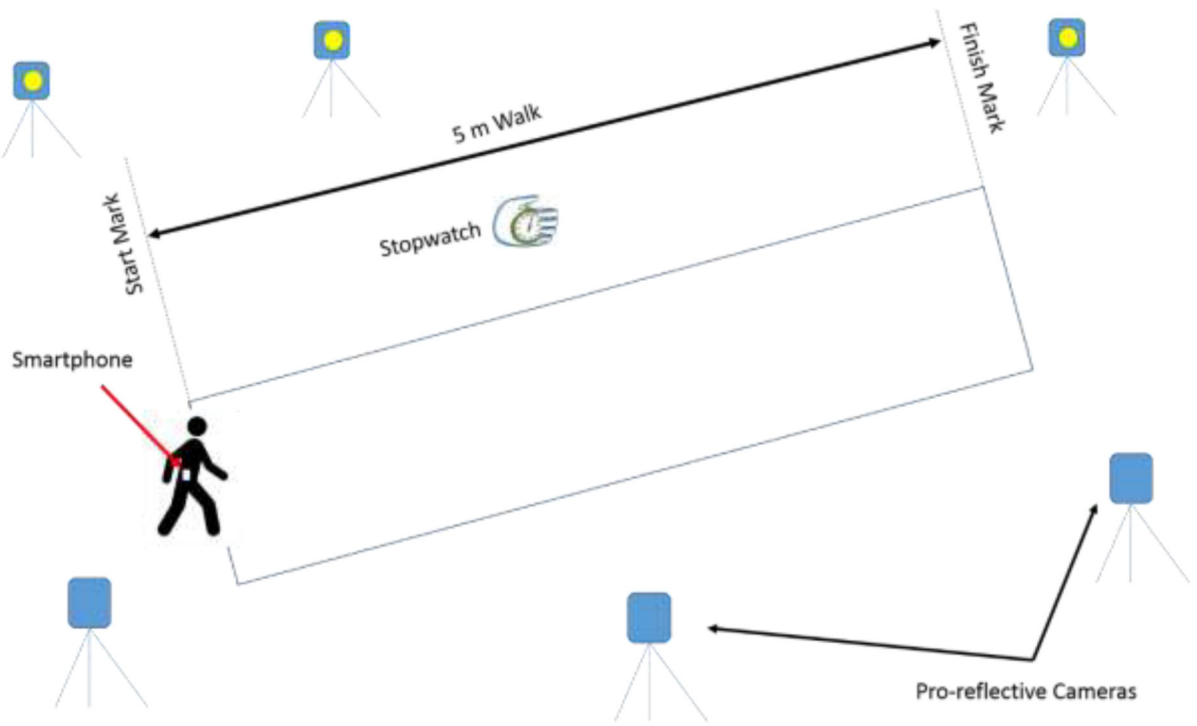 5 m Walk
Finish Mark
Start Mark
Stopwatch
Smartphone
Pro-reflective Cameras